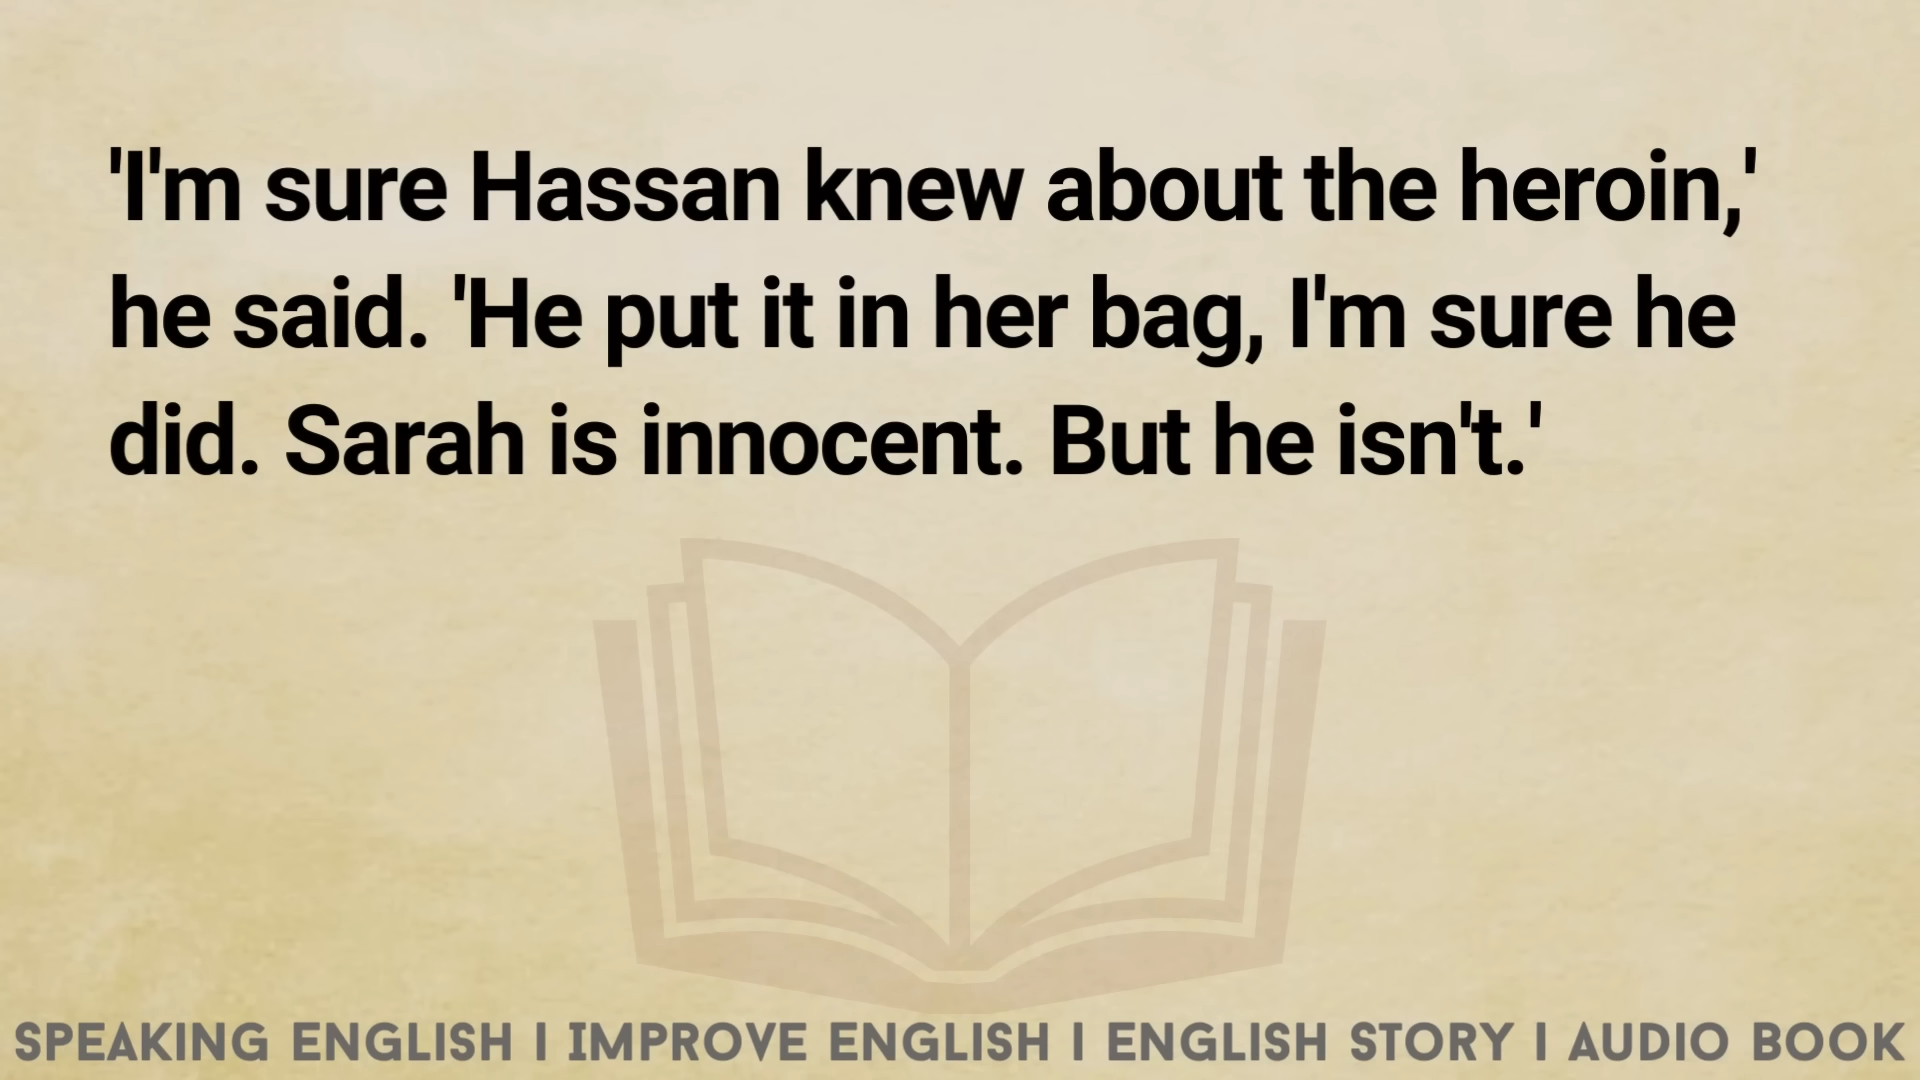 'I'm sure Hassan knew about the heroin,'
he said. 'He put it in her bag, I'm sure he
did. Sarah is innocent. But he isn't.'
SPEAKING ENGLISH I IMPROVE ENGLISH I ENGLISH STORY I AUDIO BOOK